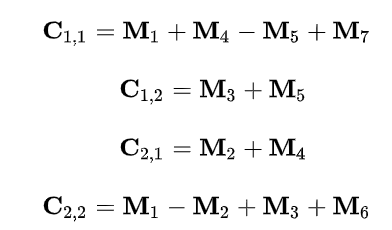 C₁,₁ = M₁ + M₄ − M₅ + M₇
C₁,₂ = M₃ + M₅
C₂,₁ = M₂ + M₄
C₂,₂ = M₁ − M₂ + M₃ + M₆